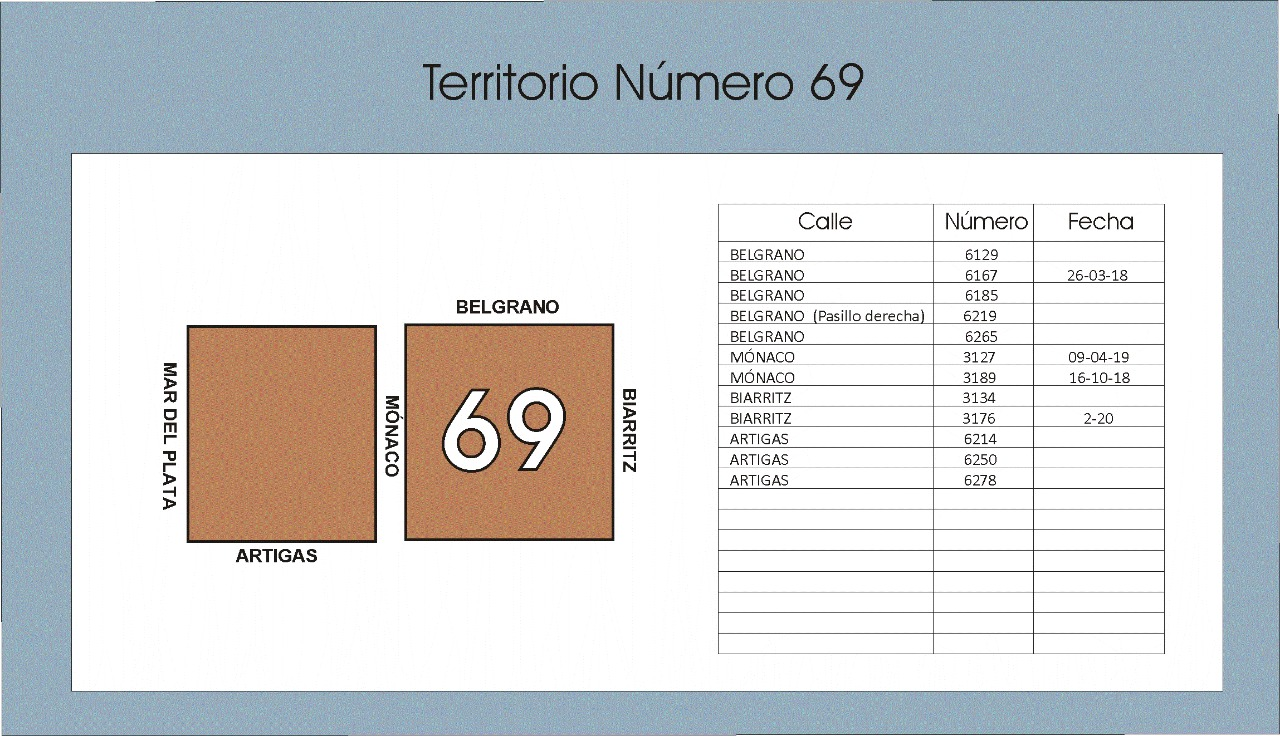 Territorio Número 69
BELGRANO
MAR DEL PLATA
MÓNACO
69
BIARRITZ
ARTIGAS
Calle Número Fecha
BELGRANO 6129
BELGRANO 6167 26-03-18
BELGRANO 6185
BELGRANO (Pasillo derecha) 6219
BELGRANO 6265
MÓNACO 3127 09-04-19
MÓNACO 3189 16-10-18
BIARRITZ 3134
BIARRITZ 3176 2-20
ARTIGAS 6214
ARTIGAS 6250
ARTIGAS 6278